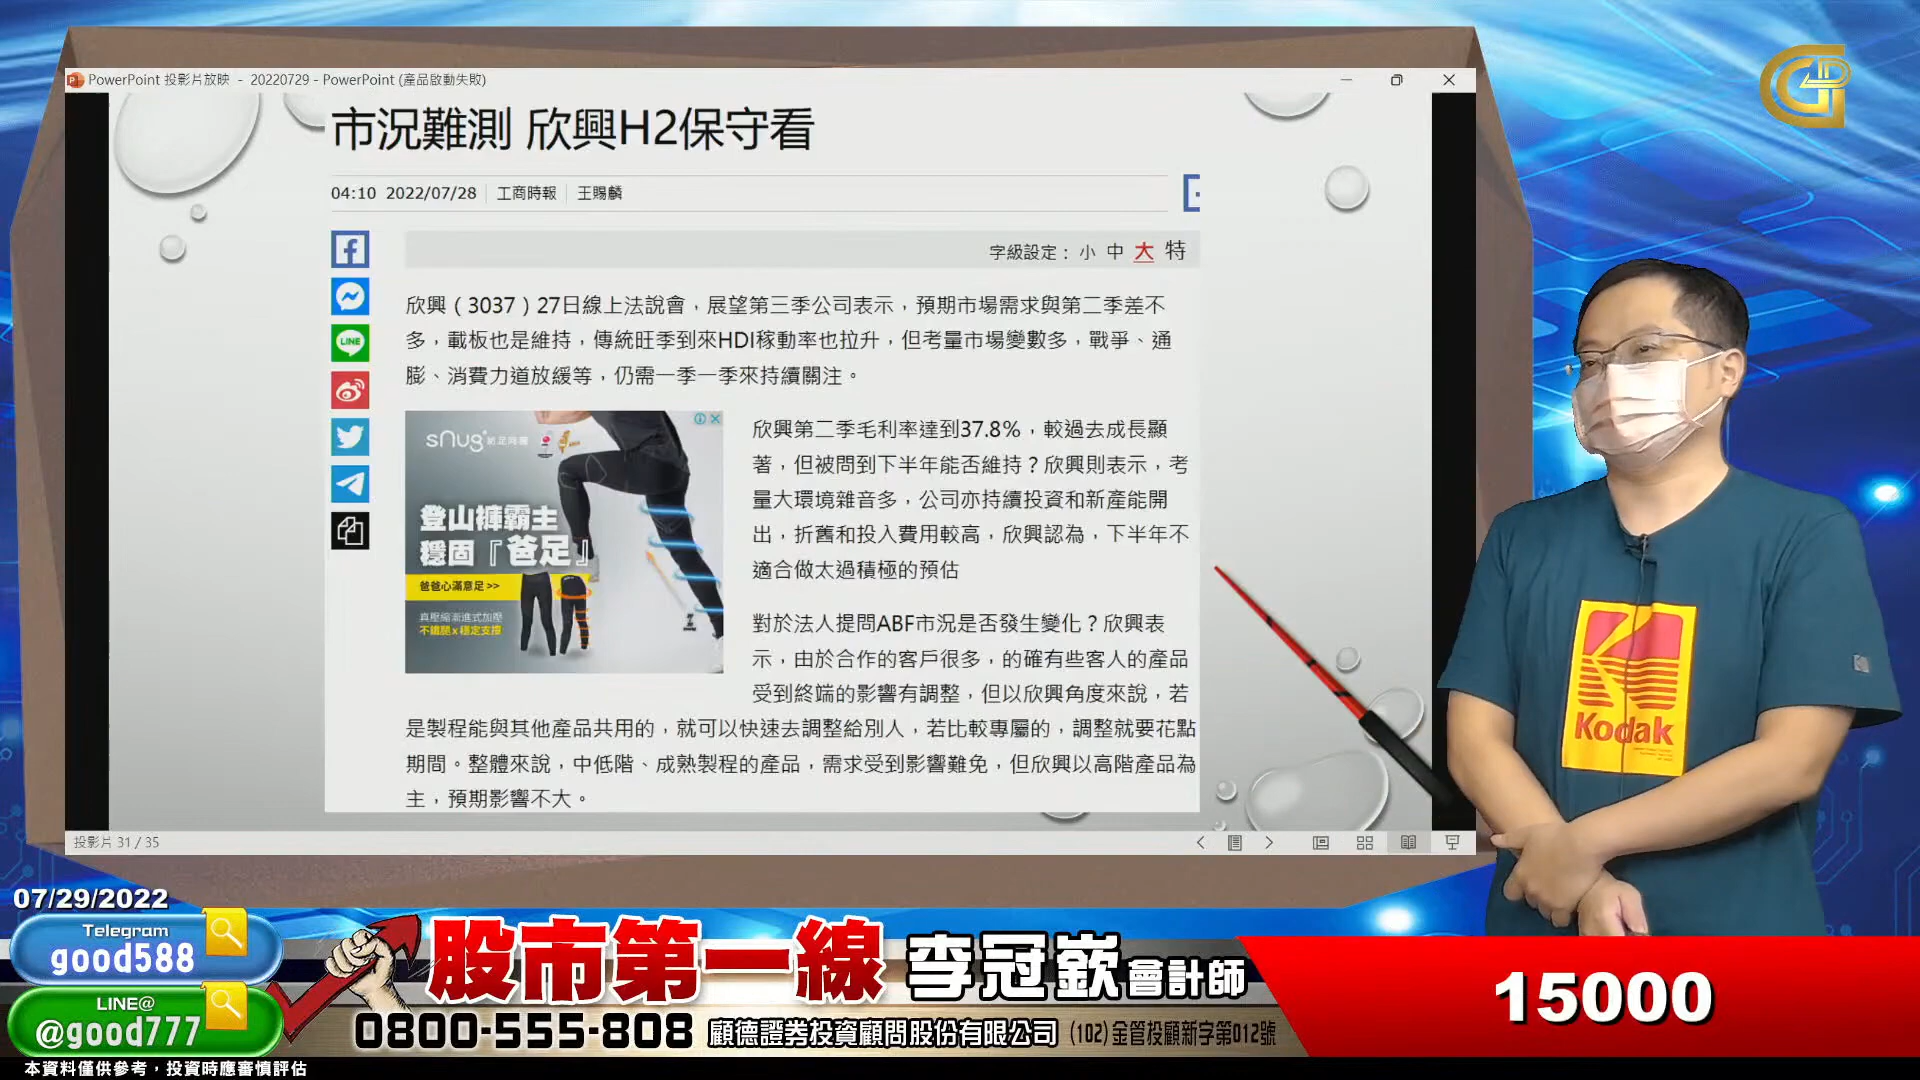 PowerPoint 投影片放映 - 20220729 - PowerPoint (產品啟動失敗)
市況難測 欣興H2保守看
04:10 2022/07/28 工商時報 王賜麟
字級設定： 小 中 大 特
欣興（3037）27日線上法說會，展望第三季公司表示，預期市場需求與第二季差不
多，載板也是維持，傳統旺季到來HDI稼動率也拉升，但考量市場變數多，戰爭、通
膨、消費力道放緩等，仍需一季一季來持續關注。
LINE
snug
登山褲霸主
穩固『爸足』
爸爸心滿意足 >>
真壓縮漸進式加壓
不鐵腿x穩定支撐
欣興第二季毛利率達到37.8%，較過去成長顯
著，但被問到下半年能否維持？欣興則表示，考
量大環境雜音多，公司亦持續投資和新產能開
出，折舊和投入費用較高，欣興認為，下半年不
適合做太過積極的預估
對於法人提問ABF市況是否發生變化？欣興表
示，由於合作的客戶很多，的確有些客人的產品
受到終端的影響有調整，但以欣興角度來說，若
是製程能與其他產品共用的，就可以快速去調整給別人，若比較專屬的，調整就要花點
期間。整體來說，中低階、成熟製程的產品，需求受到影響難免，但欣興以高階產品為
主，預期影響不大。
投影片 31 / 35
Kodak
07/29/2022
Telegram
good588
LINE@
@good777
股市第一線 李冠嶔 會計師
0800-555-808 顧德證券投資顧問股份有限公司 (102)金管投顧新字第012號
15000
本資料僅供參考，投資時應審慎評估